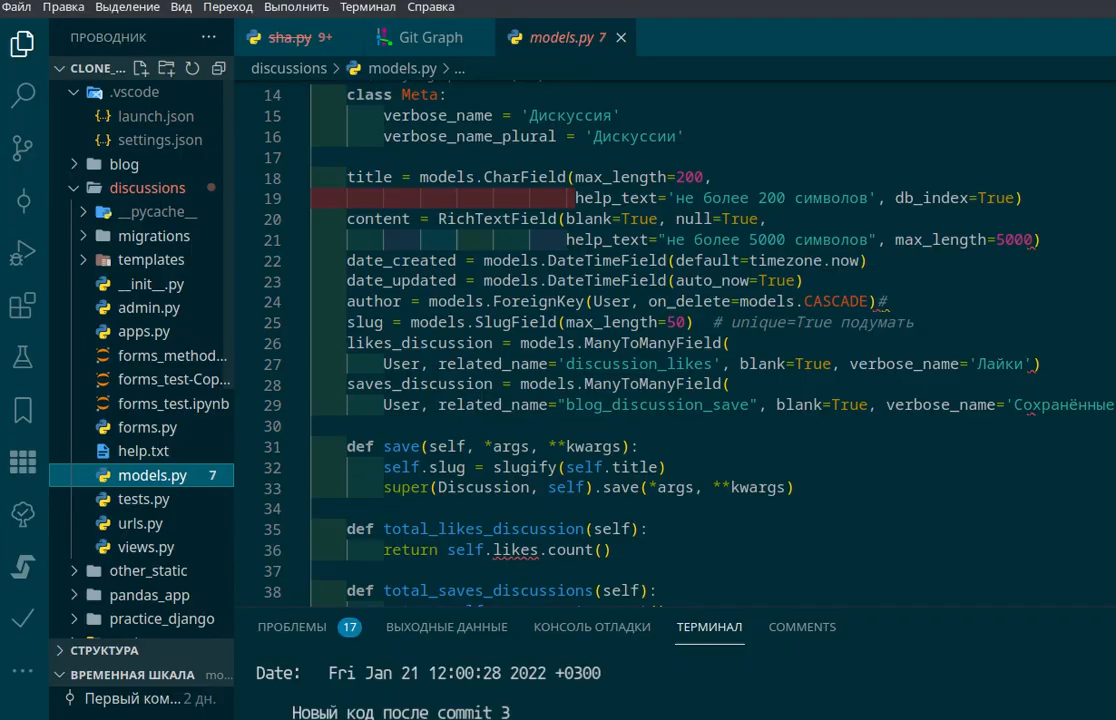 Файл Правка Выделение Вид Переход Выполнить Терминал Справка
ПРОВОДНИК ...
sha.py 9+ Git Graph models.py 7
CLONE_...
discussions > models.py > ...
.vscode
launch.json
settings.json
blog
discussions
__pycache__
migrations
templates
__init__.py
admin.py
apps.py
forms_method...
forms_test-Cop...
forms_test.ipynb
forms.py
help.txt
models.py 7
tests.py
urls.py
views.py
other_static
pandas_app
practice_django
СТРУКТУРА
ВРЕМЕННАЯ ШКАЛА mo...
Первый ком... 2 дн.
14 class Meta:
15 verbose_name = 'Дискуссия'
16 verbose_name_plural = 'Дискуссии'
17
18 title = models.CharField(max_length=200,
19 help_text='не более 200 символов', db_index=True)
20 content = RichTextField(blank=True, null=True,
21 help_text="не более 5000 символов", max_length=5000)
22 date_created = models.DateTimeField(default=timezone.now)
23 date_updated = models.DateTimeField(auto_now=True)
24 author = models.ForeignKey(User, on_delete=models.CASCADE)#
25 slug = models.SlugField(max_length=50) # unique=True подумать
26 likes_discussion = models.ManyToManyField(
27 User, related_name='discussion_likes', blank=True, verbose_name='Лайки')
28 saves_discussion = models.ManyToManyField(
29 User, related_name="blog_discussion_save", blank=True, verbose_name='Сохранённые
30
31 def save(self, *args, **kwargs):
32 self.slug = slugify(self.title)
33 super(Discussion, self).save(*args, **kwargs)
34
35 def total_likes_discussion(self):
36 return self.likes.count()
37
38 def total_saves_discussions(self):
ПРОБЛЕМЫ 17 ВЫХОДНЫЕ ДАННЫЕ КОНСОЛЬ ОТЛАДКИ ТЕРМИНАЛ COMMENTS
Date: Fri Jan 21 12:00:28 2022 +0300
Новый код после commit 3